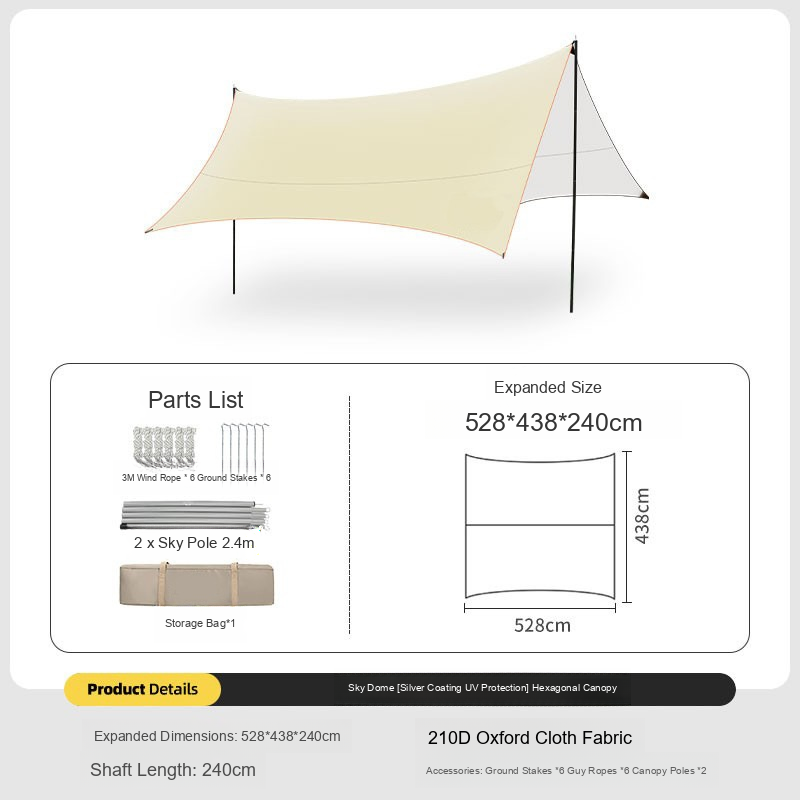 Parts List
3M Wind Rope * 6 Ground Stakes * 6
2 x Sky Pole 2.4m
Storage Bag*1
Expanded Size
528*438*240cm
438cm
528cm
Product Details
Sky Dome [Silver Coating UV Protection] Hexagonal Canopy
Expanded Dimensions: 528*438*240cm
210D Oxford Cloth Fabric
Shaft Length: 240cm
Accessories: Ground Stakes *6 Guy Ropes *6 Canopy Poles *2